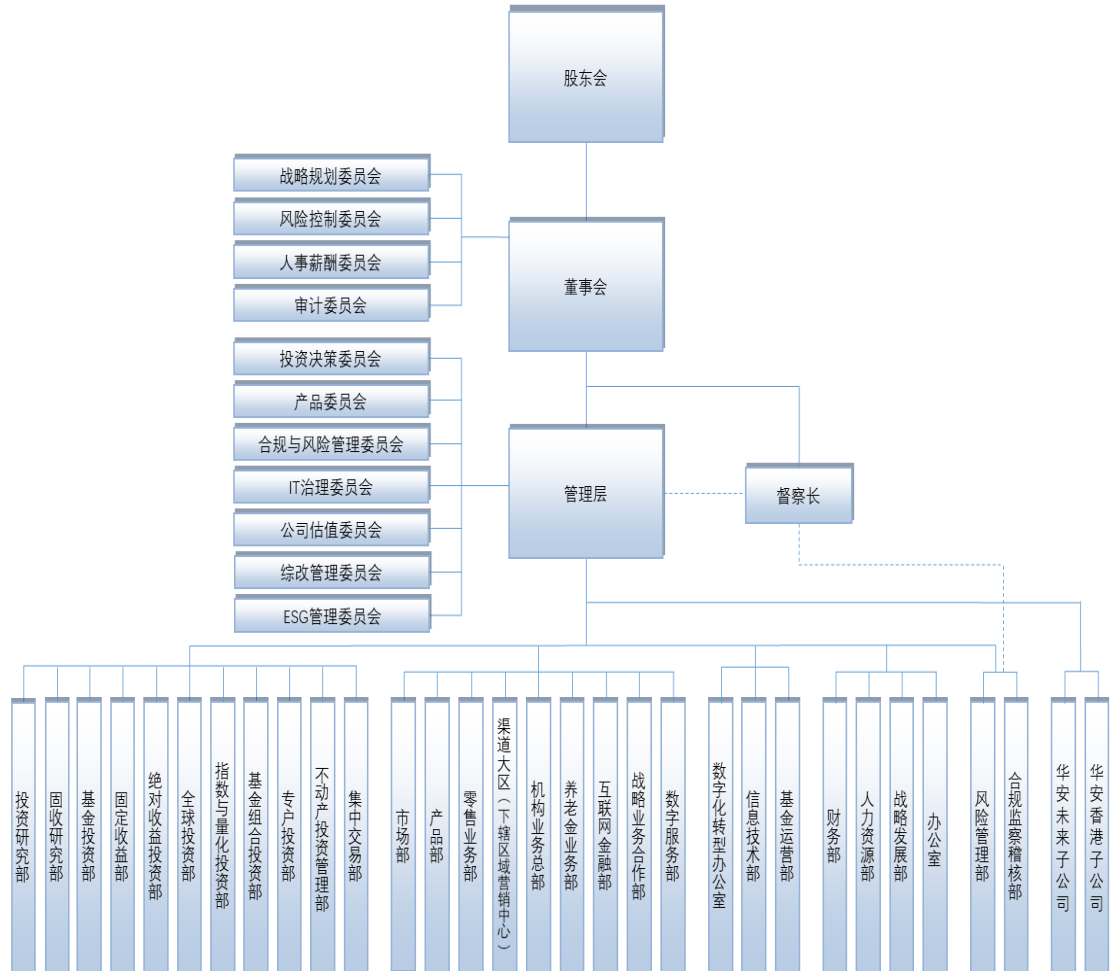 股东会
战略规划委员会
风险控制委员会
人事薪酬委员会
审计委员会
董事会
投资决策委员会
产品委员会
合规与风险管理委员会
IT治理委员会
公司估值委员会
综改管理委员会
ESG管理委员会
管理层
督察长
投资研究部
固收研究部
基金投资部
固定收益部
绝对收益投资部
全球投资部
指数与量化投资部
基金组合投资部
专户投资部
不动产投资管理部
集中交易部
市场部
产品部
零售业务部
渠道大区（下辖区域营销中心）
机构业务总部
养老金业务部
互联网金融部
战略业务合作部
数字服务部
数字化转型办公室
信息技术部
基金运营部
财务部
人力资源部
战略发展部
办公室
风险管理部
合规监察稽核部
华安未来子公司
华安香港子公司